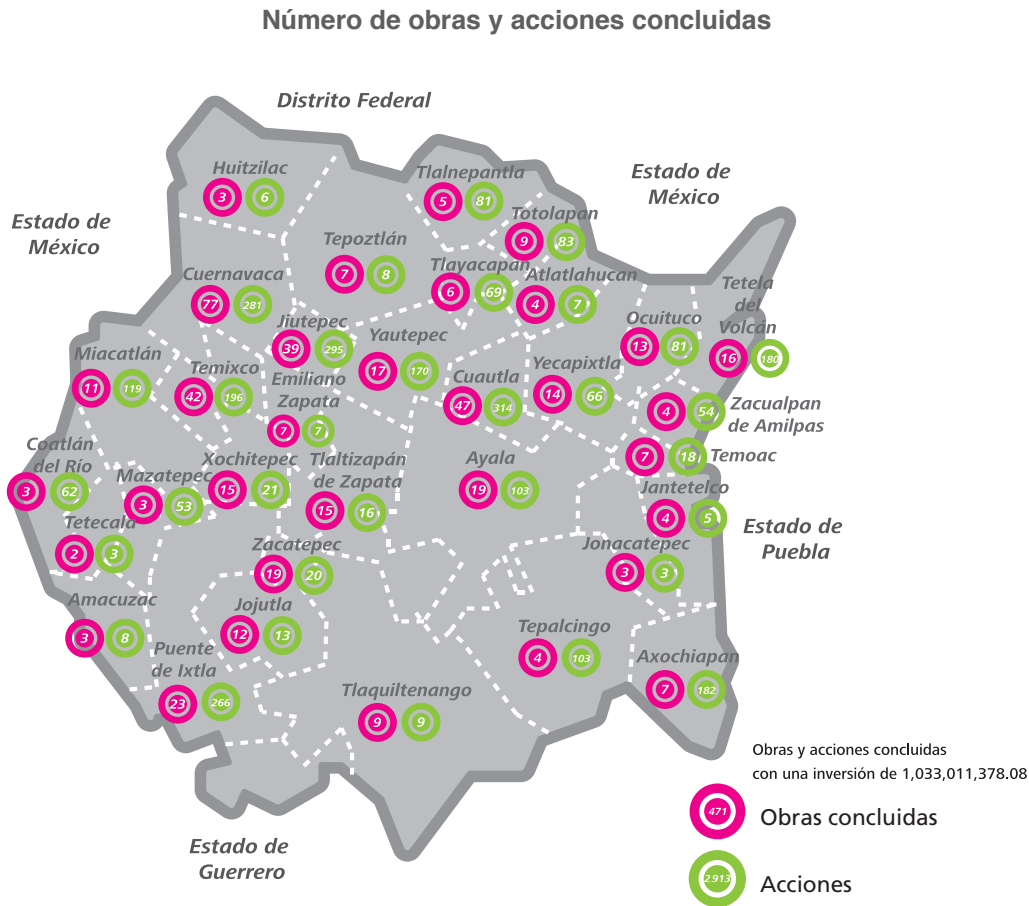 Número de obras y acciones concluidas
Distrito Federal
Estado de
México
Estado de
México
Huitzilac
3 6
Tlalnepantla
5 81
Totolapan
9 83
Tepoztlán
7 8
Tlayacapan
6 69
Atlatlahucan
4 7
Cuernavaca
77 281
Tetela
del
Volcán
16 180
Ocuituco
13 81
Jiutepec
39 295
Yautepec
17 170
Miacatlán
11 119
Temixco
42 196
Emiliano
Zapata
7 7
Cuautla
47 314
Yecapixtla
14 66
Zacualpan
de Amilpas
4 54
Temoac
7 18
Coatlán
del Río
3 62
Mazatepec
3 53
Xochitepec
15 21
Tlaltizapán
de Zapata
15 16
Ayala
19 103
Jantetelco
4 5
Estado de
Puebla
Tetecala
2 3
Zacatepec
19 20
Jonacatepec
3 3
Amacuzac
3 8
Jojutla
12 13
Tepalcingo
4 103
Puente
de Ixtla
23 266
Axochiapan
7 182
Tlaquiltenango
9 9
Estado de
Guerrero
Obras y acciones concluidas
con una inversión de 1,033,011,378.08
471 Obras concluidas
2,913 Acciones